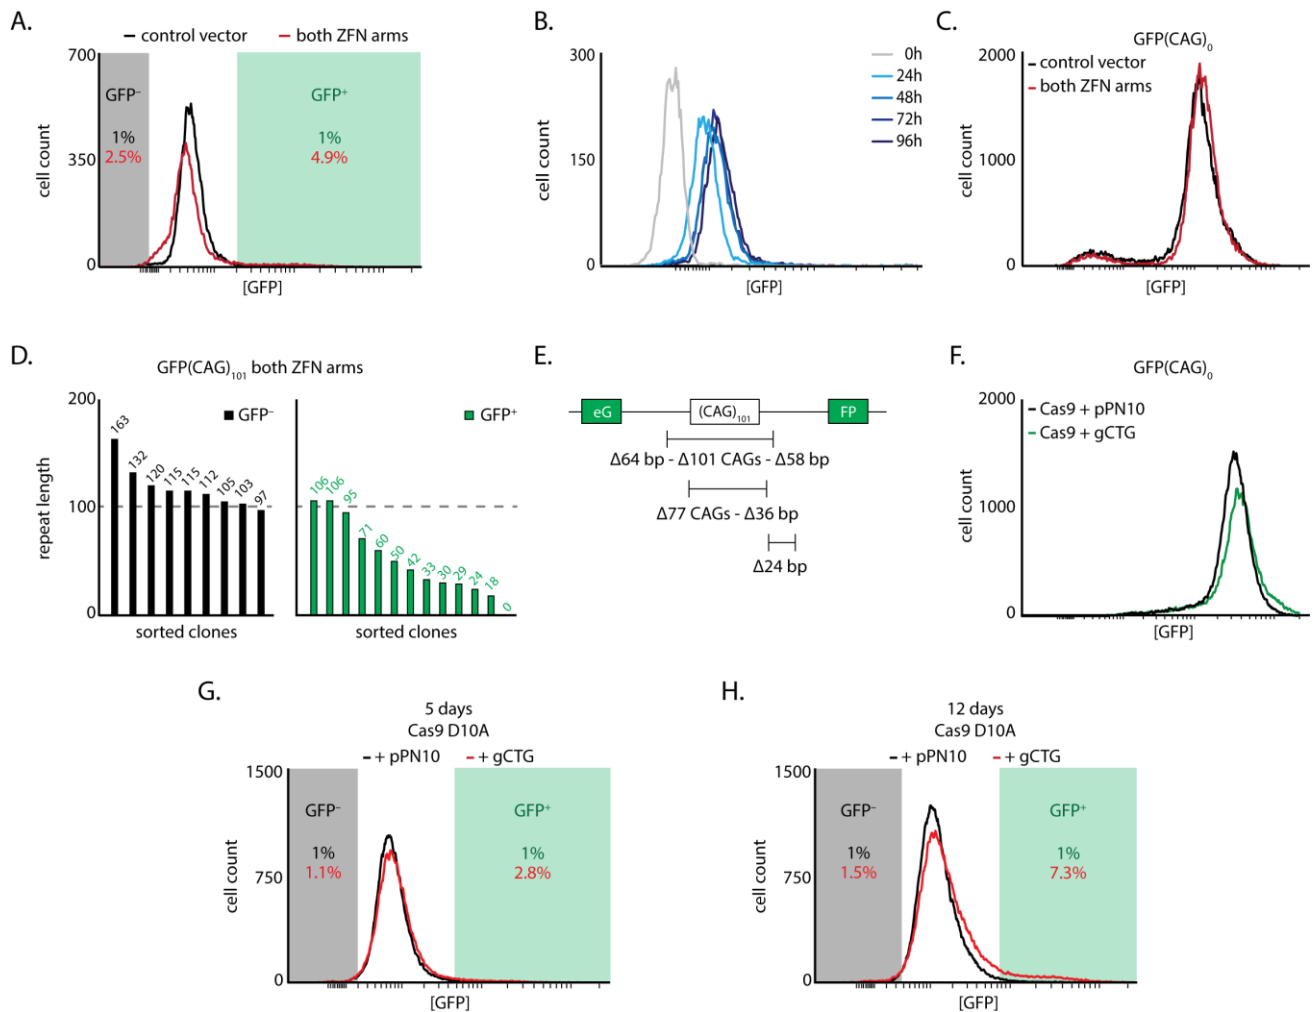 A.
control vector
both ZFN arms
700
350
0
cell count
GFP⁻
1%
2.5%
GFP⁺
1%
4.9%
[GFP]
B.
300
150
0
cell count
0h
24h
48h
72h
96h
[GFP]
C.
GFP(CAG)₀
control vector
both ZFN arms
2000
1000
0
cell count
[GFP]
D.
GFP(CAG)₁₀₁ both ZFN arms
200
100
0
repeat length
GFP⁻
163
132
120
115
115
112
105
103
97
sorted clones
GFP⁺
106
106
95
71
60
50
42
33
30
29
24
18
0
sorted clones
E.
eG
(CAG)₁₀₁
FP
Δ64 bp - Δ101 CAGs - Δ58 bp
Δ77 CAGs - Δ36 bp
Δ24 bp
F.
GFP(CAG)₀
Cas9 + pPN10
Cas9 + gCTG
2000
1000
0
cell count
[GFP]
G.
5 days
Cas9 D10A
+ pPN10
+ gCTG
1500
750
0
cell count
GFP⁻
1%
1.1%
GFP⁺
1%
2.8%
[GFP]
H.
12 days
Cas9 D10A
+ pPN10
+ gCTG
1500
750
0
cell count
GFP⁻
1%
1.5%
GFP⁺
1%
7.3%
[GFP]